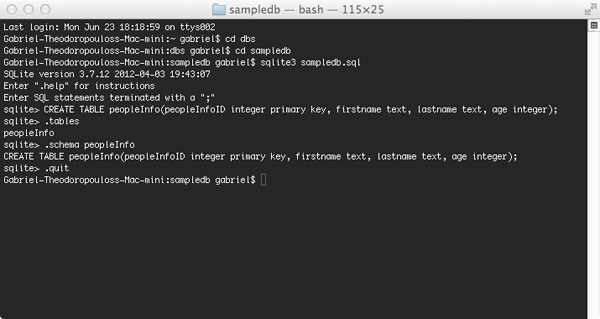 sampledb — bash — 115×25
Last login: Mon Jun 23 18:18:59 on ttys002
Gabriel-Theodoropouloss-Mac-mini:~ gabriel$ cd dbs
Gabriel-Theodoropouloss-Mac-mini:dbs gabriel$ cd sampledb
Gabriel-Theodoropouloss-Mac-mini:sampledb gabriel$ sqlite3 sampledb.sql
SQLite version 3.7.12 2012-04-03 19:43:07
Enter ".help" for instructions
Enter SQL statements terminated with a ";"
sqlite> CREATE TABLE peopleInfo(peopleInfoID integer primary key, firstname text, lastname text, age integer);
sqlite> .tables
peopleInfo
sqlite> .schema peopleInfo
CREATE TABLE peopleInfo(peopleInfoID integer primary key, firstname text, lastname text, age integer);
sqlite> .quit
Gabriel-Theodoropouloss-Mac-mini:sampledb gabriel$